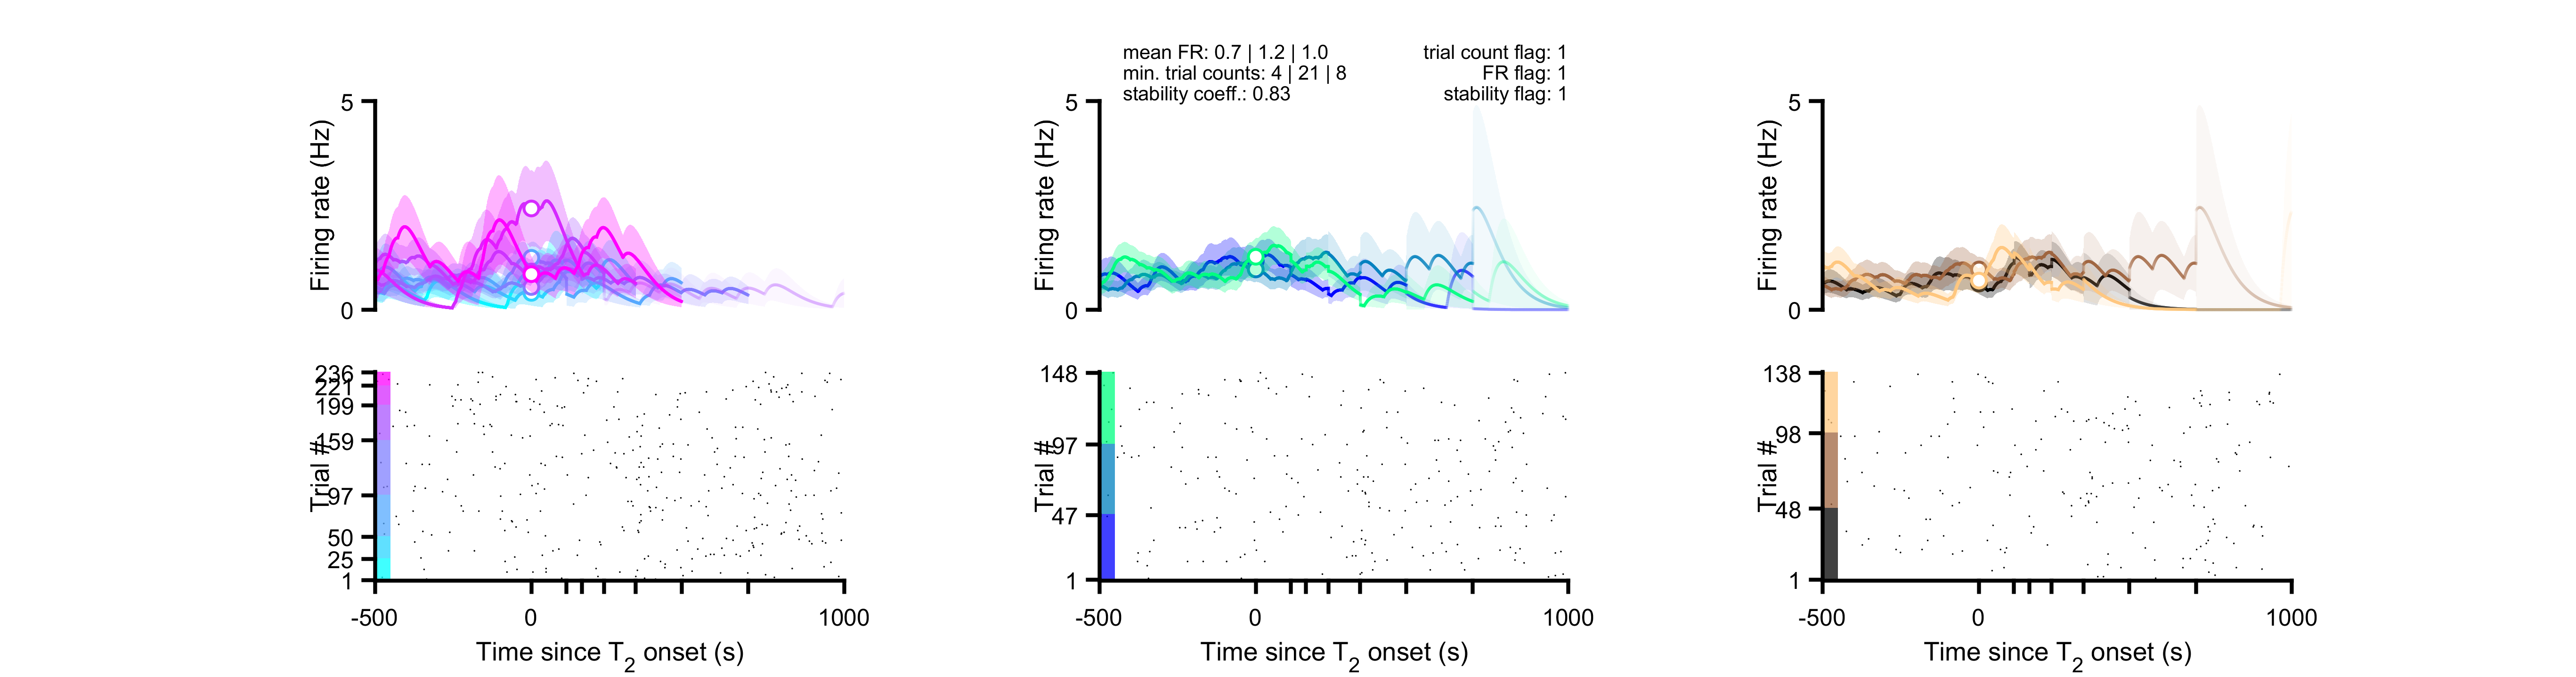 mean FR: 0.7 | 1.2 | 1.0
min. trial counts: 4 | 21 | 8
stability coeff.: 0.83
trial count flag: 1
FR flag: 1
stability flag: 1
5
0
Firing rate (Hz)
5
0
Firing rate (Hz)
5
0
Firing rate (Hz)
236
221
199
159
97
50
25
1
Trial #
-500
0
1000
Time since T2 onset (s)
148
97
47
1
Trial #
-500
0
1000
Time since T2 onset (s)
138
98
48
1
Trial #
-500
0
1000
Time since T2 onset (s)